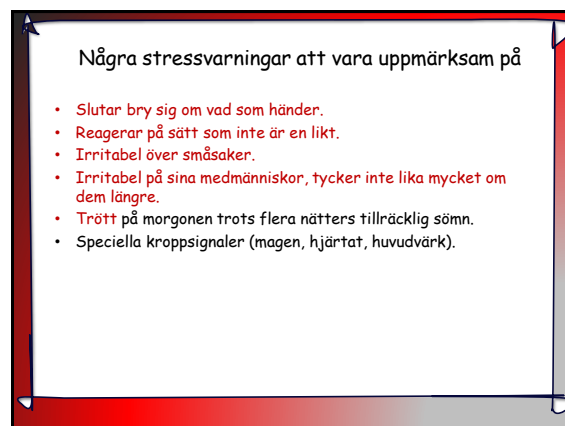 Några stressvarningar att vara uppmärksam på
• Slutar bry sig om vad som händer.
• Reagerar på sätt som inte är en likt.
• Irritabel över småsaker.
• Irritabel på sina medmänniskor, tycker inte lika mycket om
dem längre.
• Trött på morgonen trots flera nätters tillräcklig sömn.
• Speciella kroppsignaler (magen, hjärtat, huvudvärk).